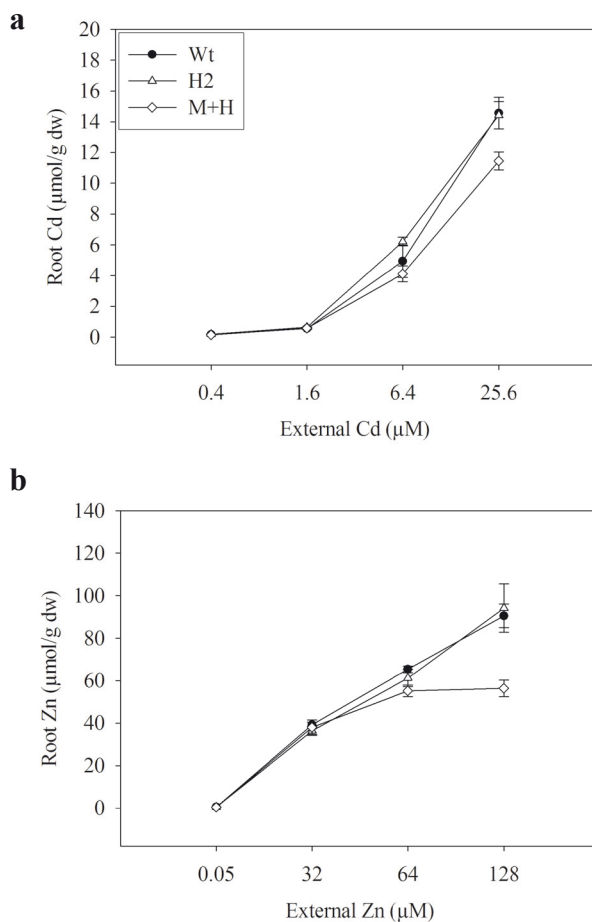 a
20
18
16
14
12
10
8
6
4
2
0
Root Cd (µmol/g dw)
Wt
H2
M+H
0.4 1.6 6.4 25.6
External Cd (µM)
b
140
120
100
80
60
40
20
0
Root Zn (µmol/g dw)
0.05 32 64 128
External Zn (µM)